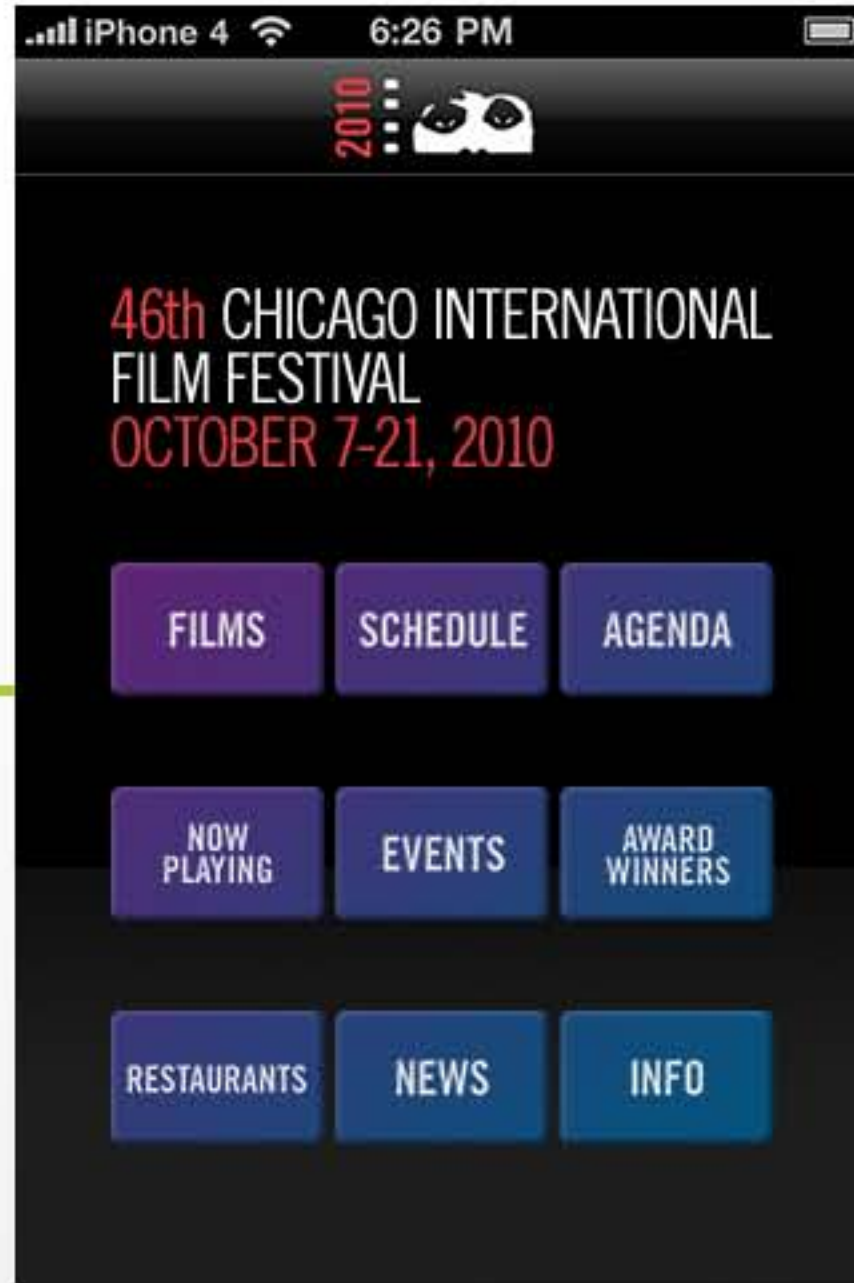 iPhone 4 6:26 PM
2010
46th CHICAGO INTERNATIONAL
FILM FESTIVAL
OCTOBER 7-21, 2010
FILMS SCHEDULE AGENDA
NOW
PLAYING
EVENTS
AWARD
WINNERS
RESTAURANTS NEWS INFO